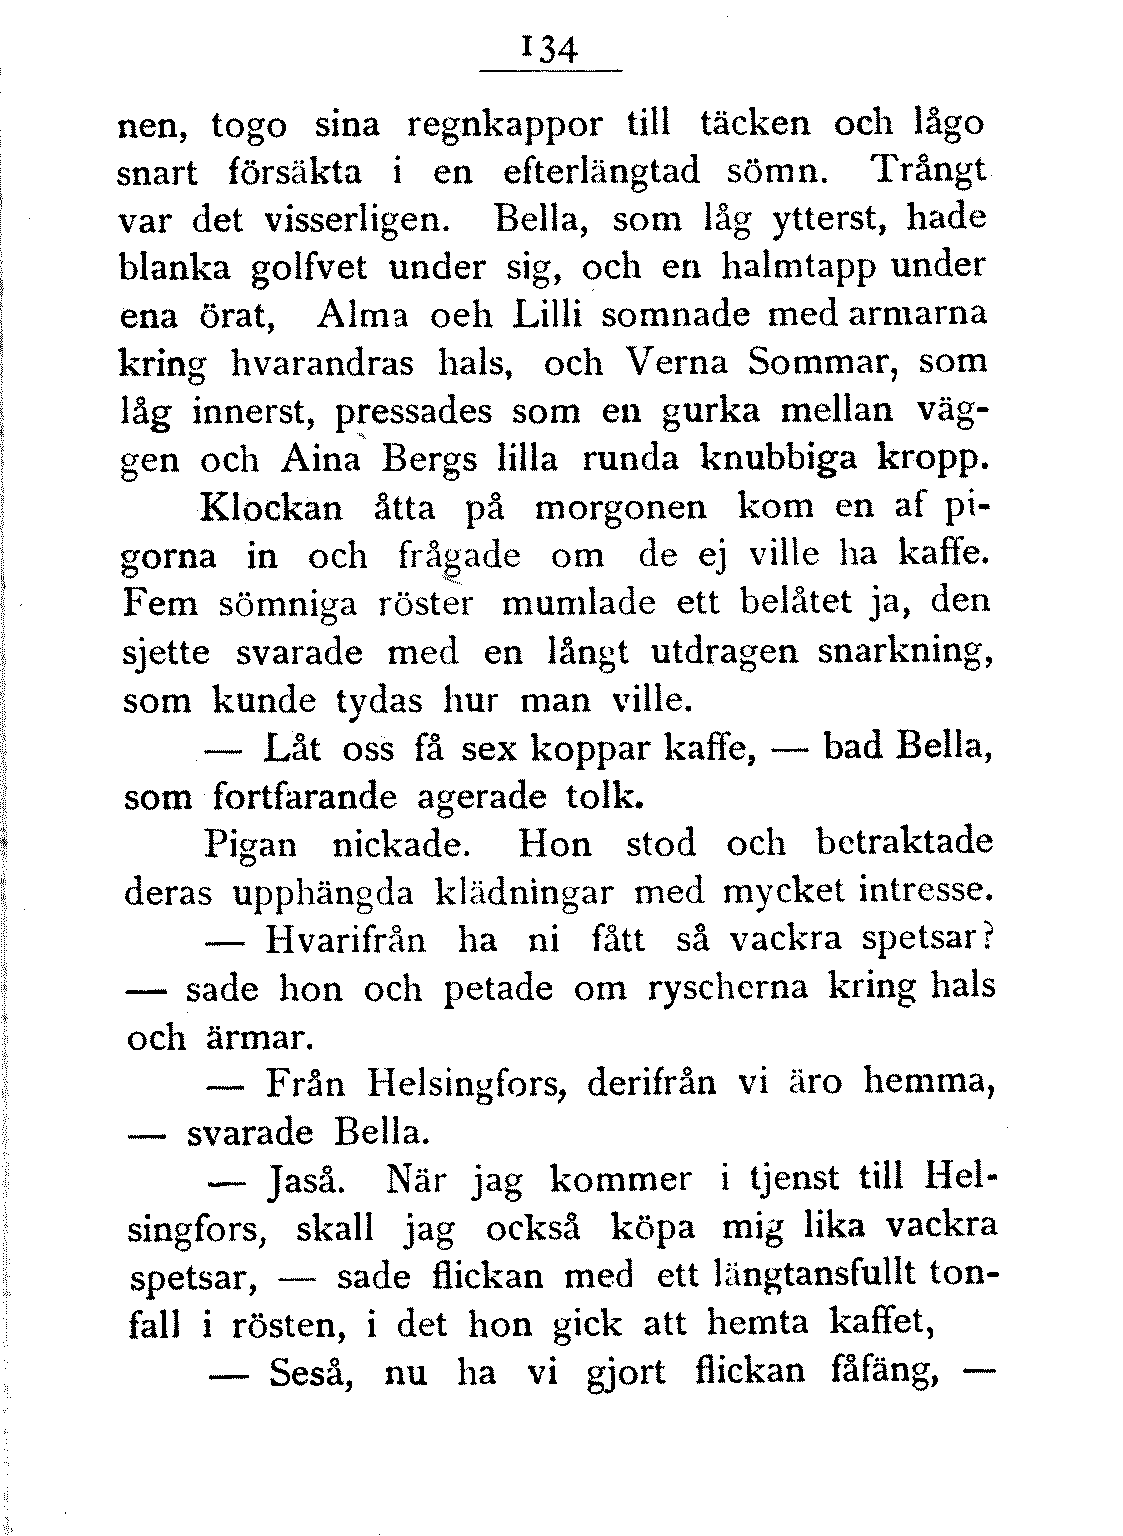 134
nen, togo sina regnkappor till täcken och lågo
snart försäkta i en efterlängtad sömn. Trångt
var det visserligen. Bella, som låg ytterst, hade
blanka golfvet under sig, och en halmtapp under
ena örat, Alma oeh Lilli somnade med armarna
kring hvarandras hals, och Verna Sommar, som
låg innerst, pressades som en gurka mellan väg-
gen och Aina Bergs lilla runda knubbiga kropp.
Klockan åtta på morgonen kom en af pi-
gorna in och frågade om de ej ville ha kaffe.
Fem sömniga röster mumlade ett belåtet ja, den
sjette svarade med en långt utdragen snarkning,
som kunde tydas hur man ville.
— Låt oss få sex koppar kaffe, — bad Bella,
som fortfarande agerade tolk.
Pigan nickade. Hon stod och betraktade
deras upphängda klädningar med mycket intresse.
— Hvarifrån ha ni fått så vackra spetsar?
— sade hon och petade om ryscherna kring hals
och ärmar.
— Från Helsingfors, derifrån vi äro hemma,
— svarade Bella.
— Jaså. När jag kommer i tjenst till Hel-
singfors, skall jag också köpa mig lika vackra
spetsar, — sade flickan med ett längtansfullt ton-
fall i rösten, i det hon gick att hemta kaffet,
— Seså, nu ha vi gjort flickan fåfäng, —